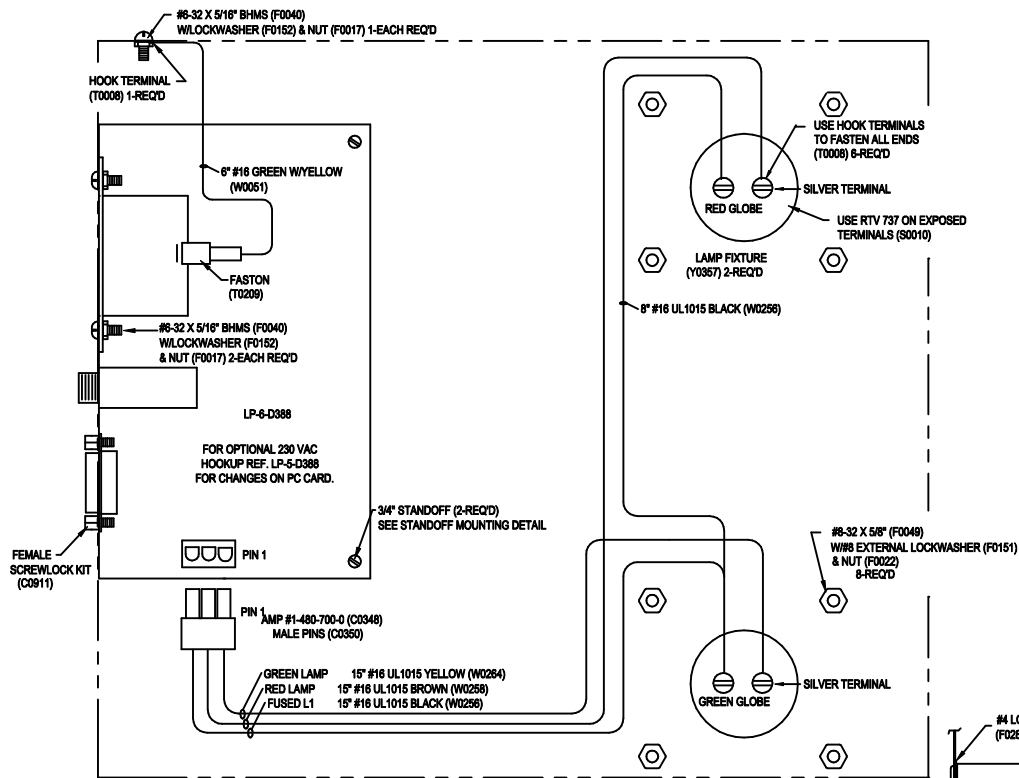 #6-32 X 5/16" BHMS (F0040)
W/LOCKWASHER (F0152) & NUT (F0017) 1-EACH REQ'D
HOOK TERMINAL
(T0008) 1-REQ'D
6" #16 GREEN W/YELLOW
(W0051)
FASTON
(T0209)
#6-32 X 5/16" BHMS (F0040)
W/LOCKWASHER (F0152)
& NUT (F0017) 2-EACH REQ'D
LP-6-D388
FOR OPTIONAL 230 VAC
HOOKUP REF. LP-5-D388
FOR CHANGES ON PC CARD.
3/4" STANDOFF (2-REQ'D)
SEE STANDOFF MOUNTING DETAIL
FEMALE
SCREWLOCK KIT
(C0911)
PIN 1
PIN 1
AMP #1-480-700-0 (C0348)
MALE PINS (C0350)
GREEN LAMP 15" #16 UL1015 YELLOW (W0264)
RED LAMP 15" #16 UL1015 BROWN (W0258)
FUSED L1 15" #16 UL1015 BLACK (W0256)
USE HOOK TERMINALS
TO FASTEN ALL ENDS
(T0008) 6-REQ'D
SILVER TERMINAL
RED GLOBE
USE RTV 737 ON EXPOSED
TERMINALS (S0010)
LAMP FIXTURE
(Y0357) 2-REQ'D
8" #16 UL1015 BLACK (W0256)
#8-32 X 5/8" (F0049)
W/#8 EXTERNAL LOCKWASHER (F0151)
& NUT (F0022)
8-REQ'D
SILVER TERMINAL
GREEN GLOBE
#4 LO
(F028